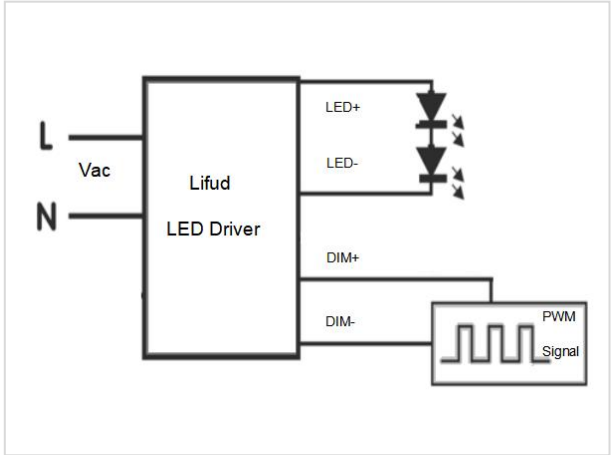 L
Vac
N
Lifud
LED Driver
LED+
LED-
DIM+
DIM-
PWM
Signal